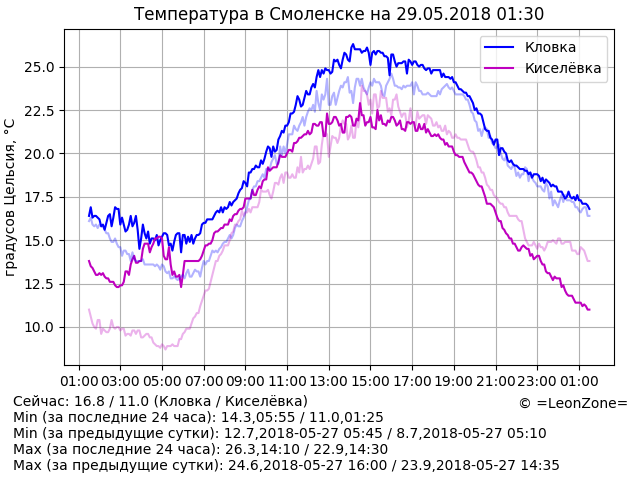 Температура в Смоленске на 29.05.2018 01:30
Кловка
Киселёвка
градусов Цельсия, °C
25.0
22.5
20.0
17.5
15.0
12.5
10.0
01:00 03:00 05:00 07:00 09:00 11:00 13:00 15:00 17:00 19:00 21:00 23:00 01:00
Сейчас: 16.8 / 11.0 (Кловка / Киселёвка)
© =LeonZone=
Min (за последние 24 часа): 14.3,05:55 / 11.0,01:25
Min (за предыдущие сутки): 12.7,2018-05-27 05:45 / 8.7,2018-05-27 05:10
Max (за последние 24 часа): 26.3,14:10 / 22.9,14:30
Max (за предыдущие сутки): 24.6,2018-05-27 16:00 / 23.9,2018-05-27 14:35